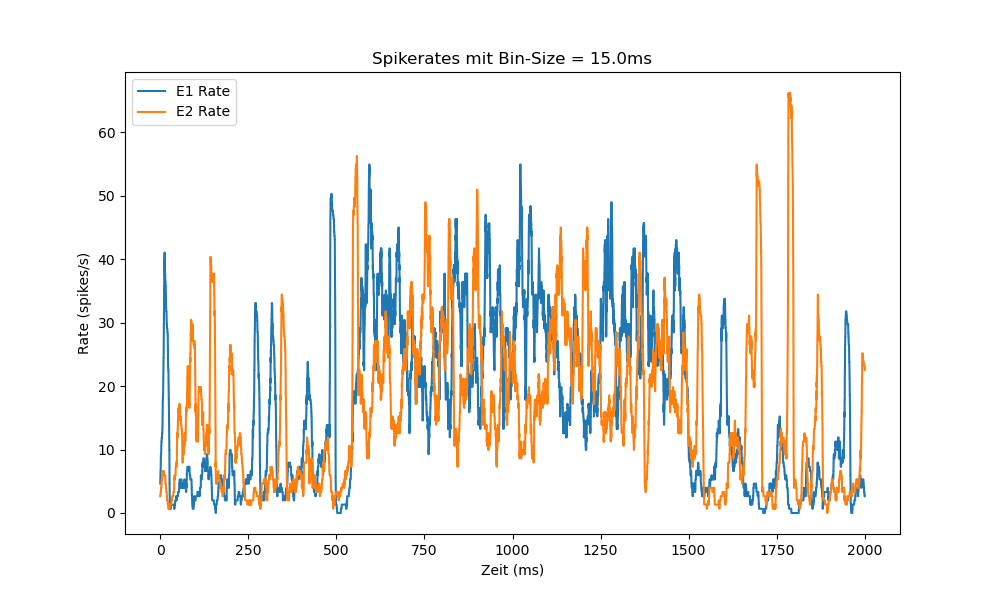 Spikerates mit Bin-Size = 15.0ms
E1 Rate
E2 Rate
Rate (spikes/s)
60
50
40
30
20
10
0
0 250 500 750 1000 1250 1500 1750 2000
Zeit (ms)